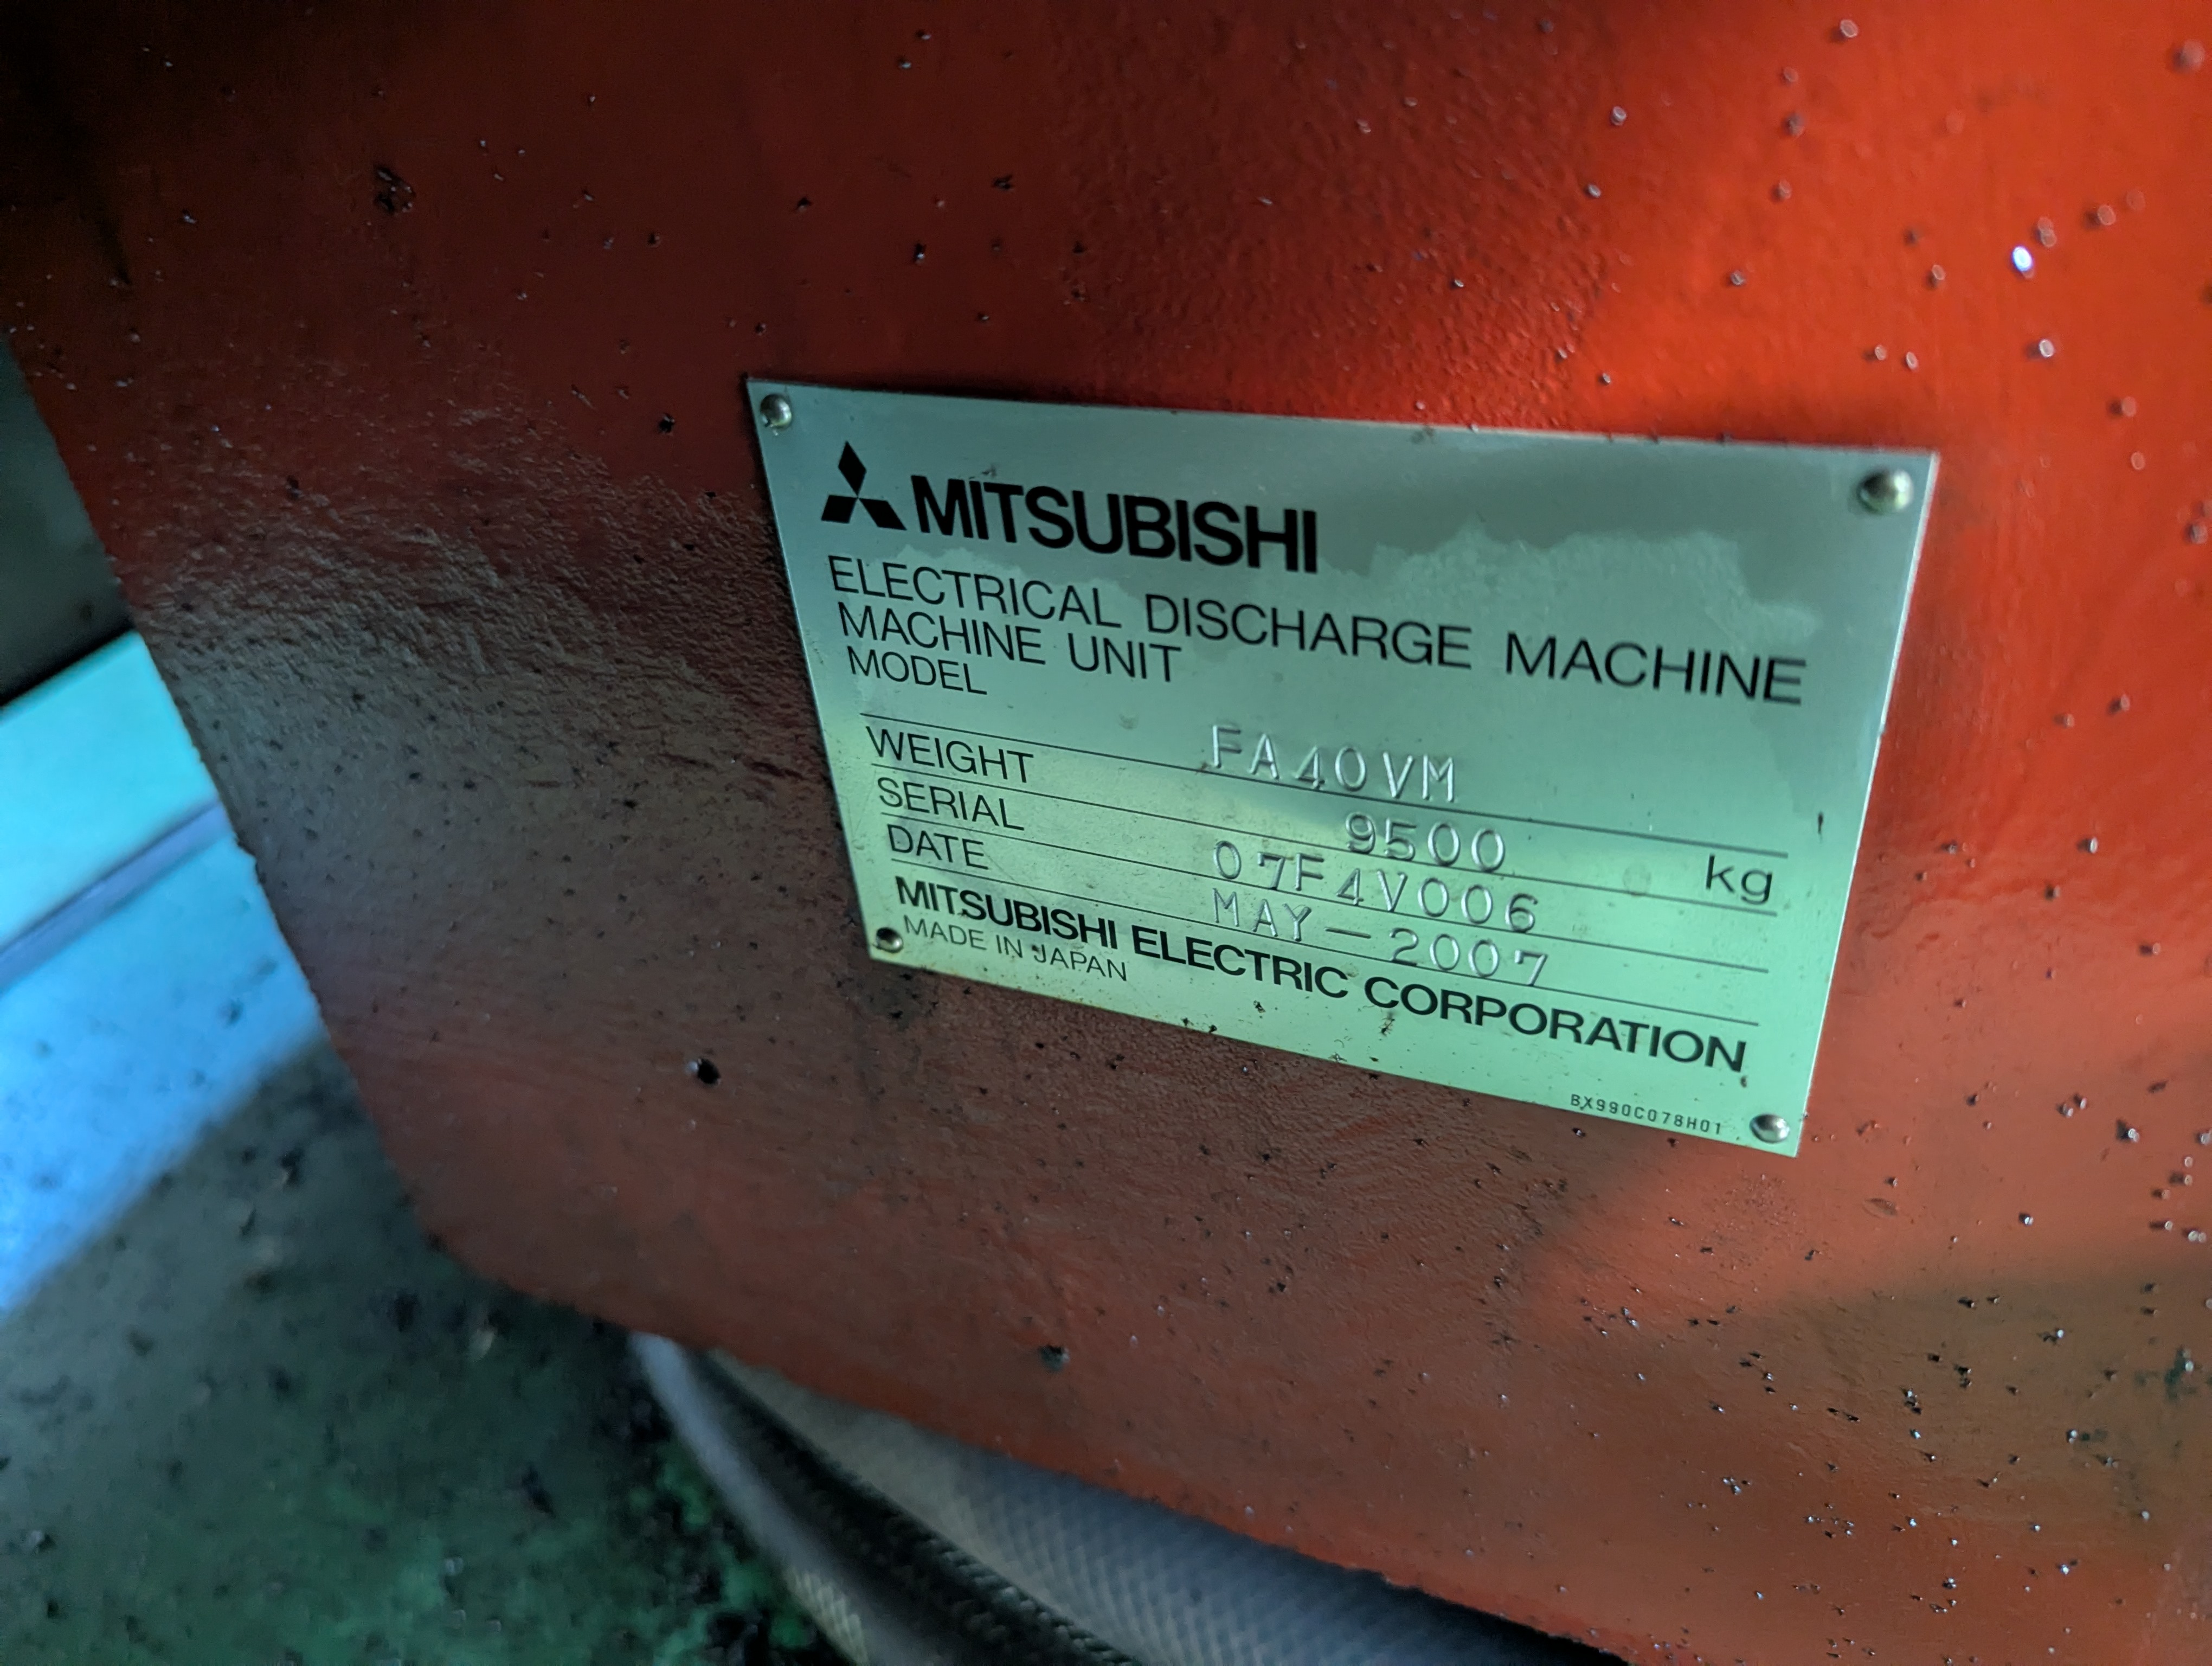 MITSUBISHI
ELECTRICAL DISCHARGE MACHINE
MACHINE UNIT
MODEL FA40VM
WEIGHT 9500 kg
SERIAL 07F4V006
DATE MAY-2007
MITSUBISHI ELECTRIC CORPORATION
MADE IN JAPAN
BX990C078H01